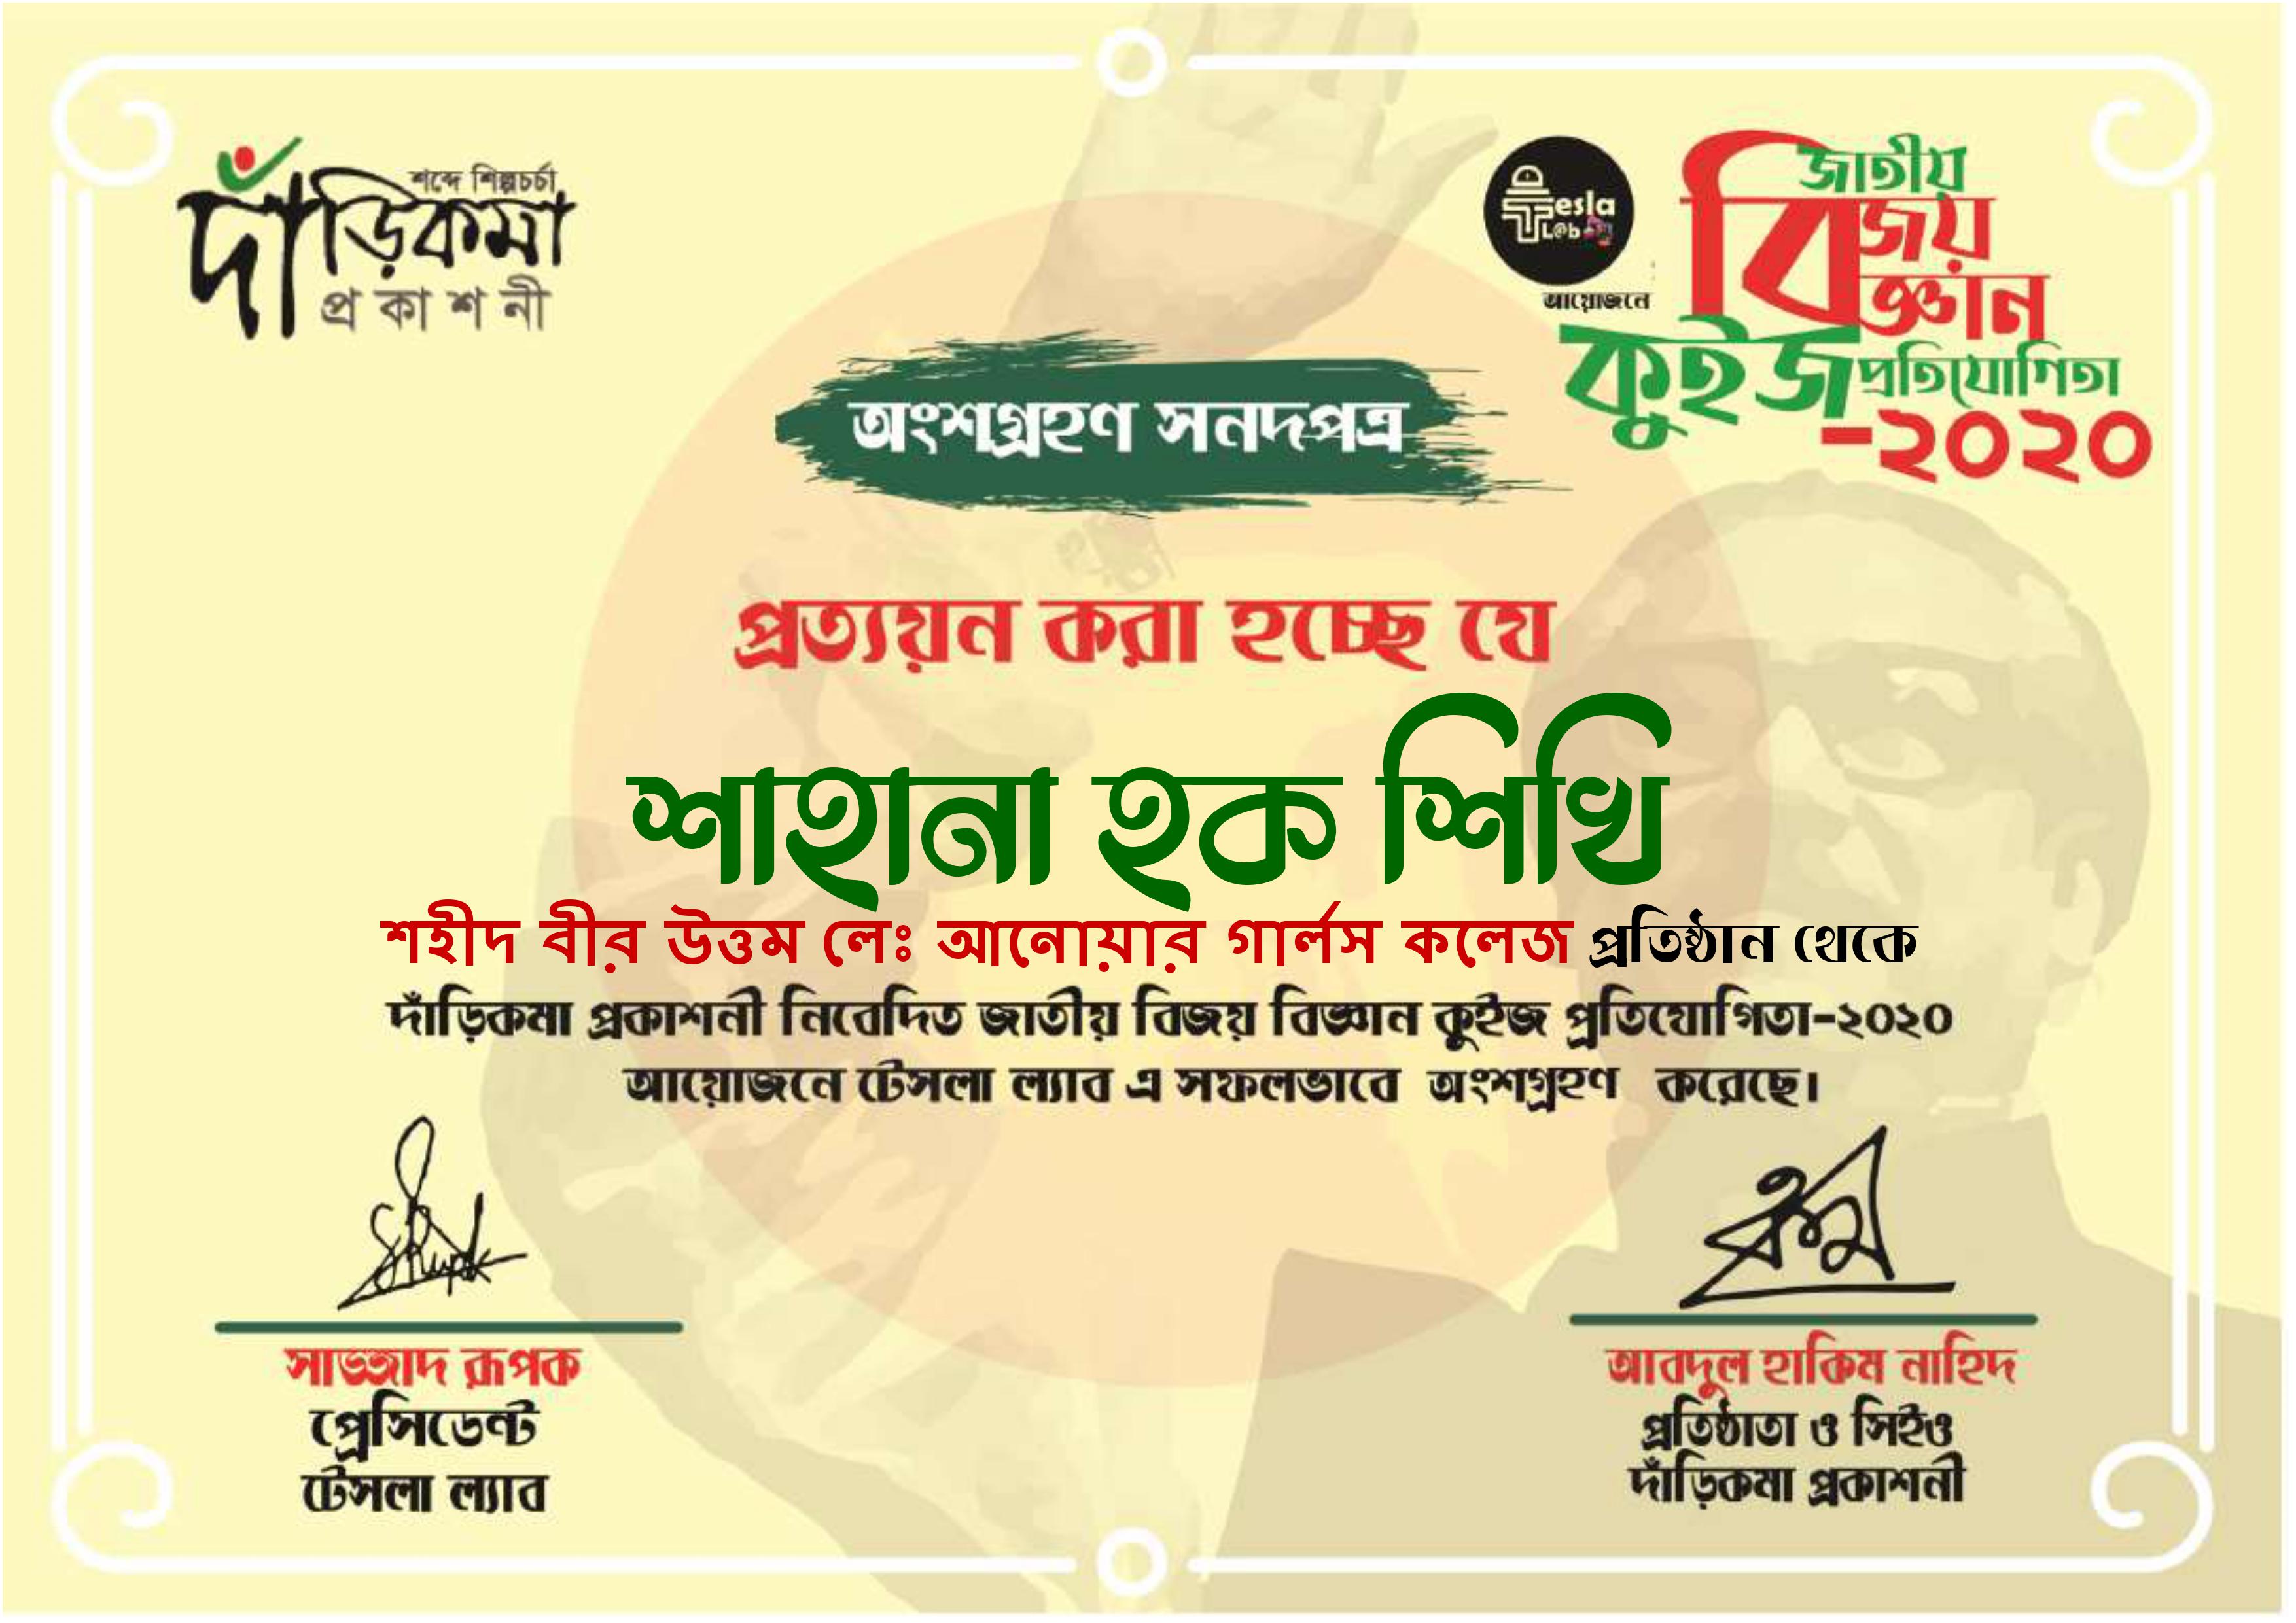 শব্দে শিল্পচর্চা
দাঁড়িকমা
প্রকাশনী
Tesla
L@b
আয়োজনে
জাতীয়
বিজয়
বিজ্ঞান
কুইজ প্রতিযোগিতা
-২০২০
অংশগ্রহণ সনদপত্র
প্রত্যয়ন করা হচ্ছে যে
শাহানা হক শিখি
শহীদ বীর উত্তম লেঃ আনোয়ার গার্লস কলেজ প্রতিষ্ঠান থেকে
দাঁড়িকমা প্রকাশনী নিবেদিত জাতীয় বিজয় বিজ্ঞান কুইজ প্রতিযোগিতা-২০২০
আয়োজনে টেসলা ল্যাব এ সফলভাবে অংশগ্রহণ করেছে।
সাজ্জাদ রূপক
প্রেসিডেন্ট
টেসলা ল্যাব
আবদুল হাকিম নাহিদ
প্রতিষ্ঠাতা ও সিইও
দাঁড়িকমা প্রকাশনী